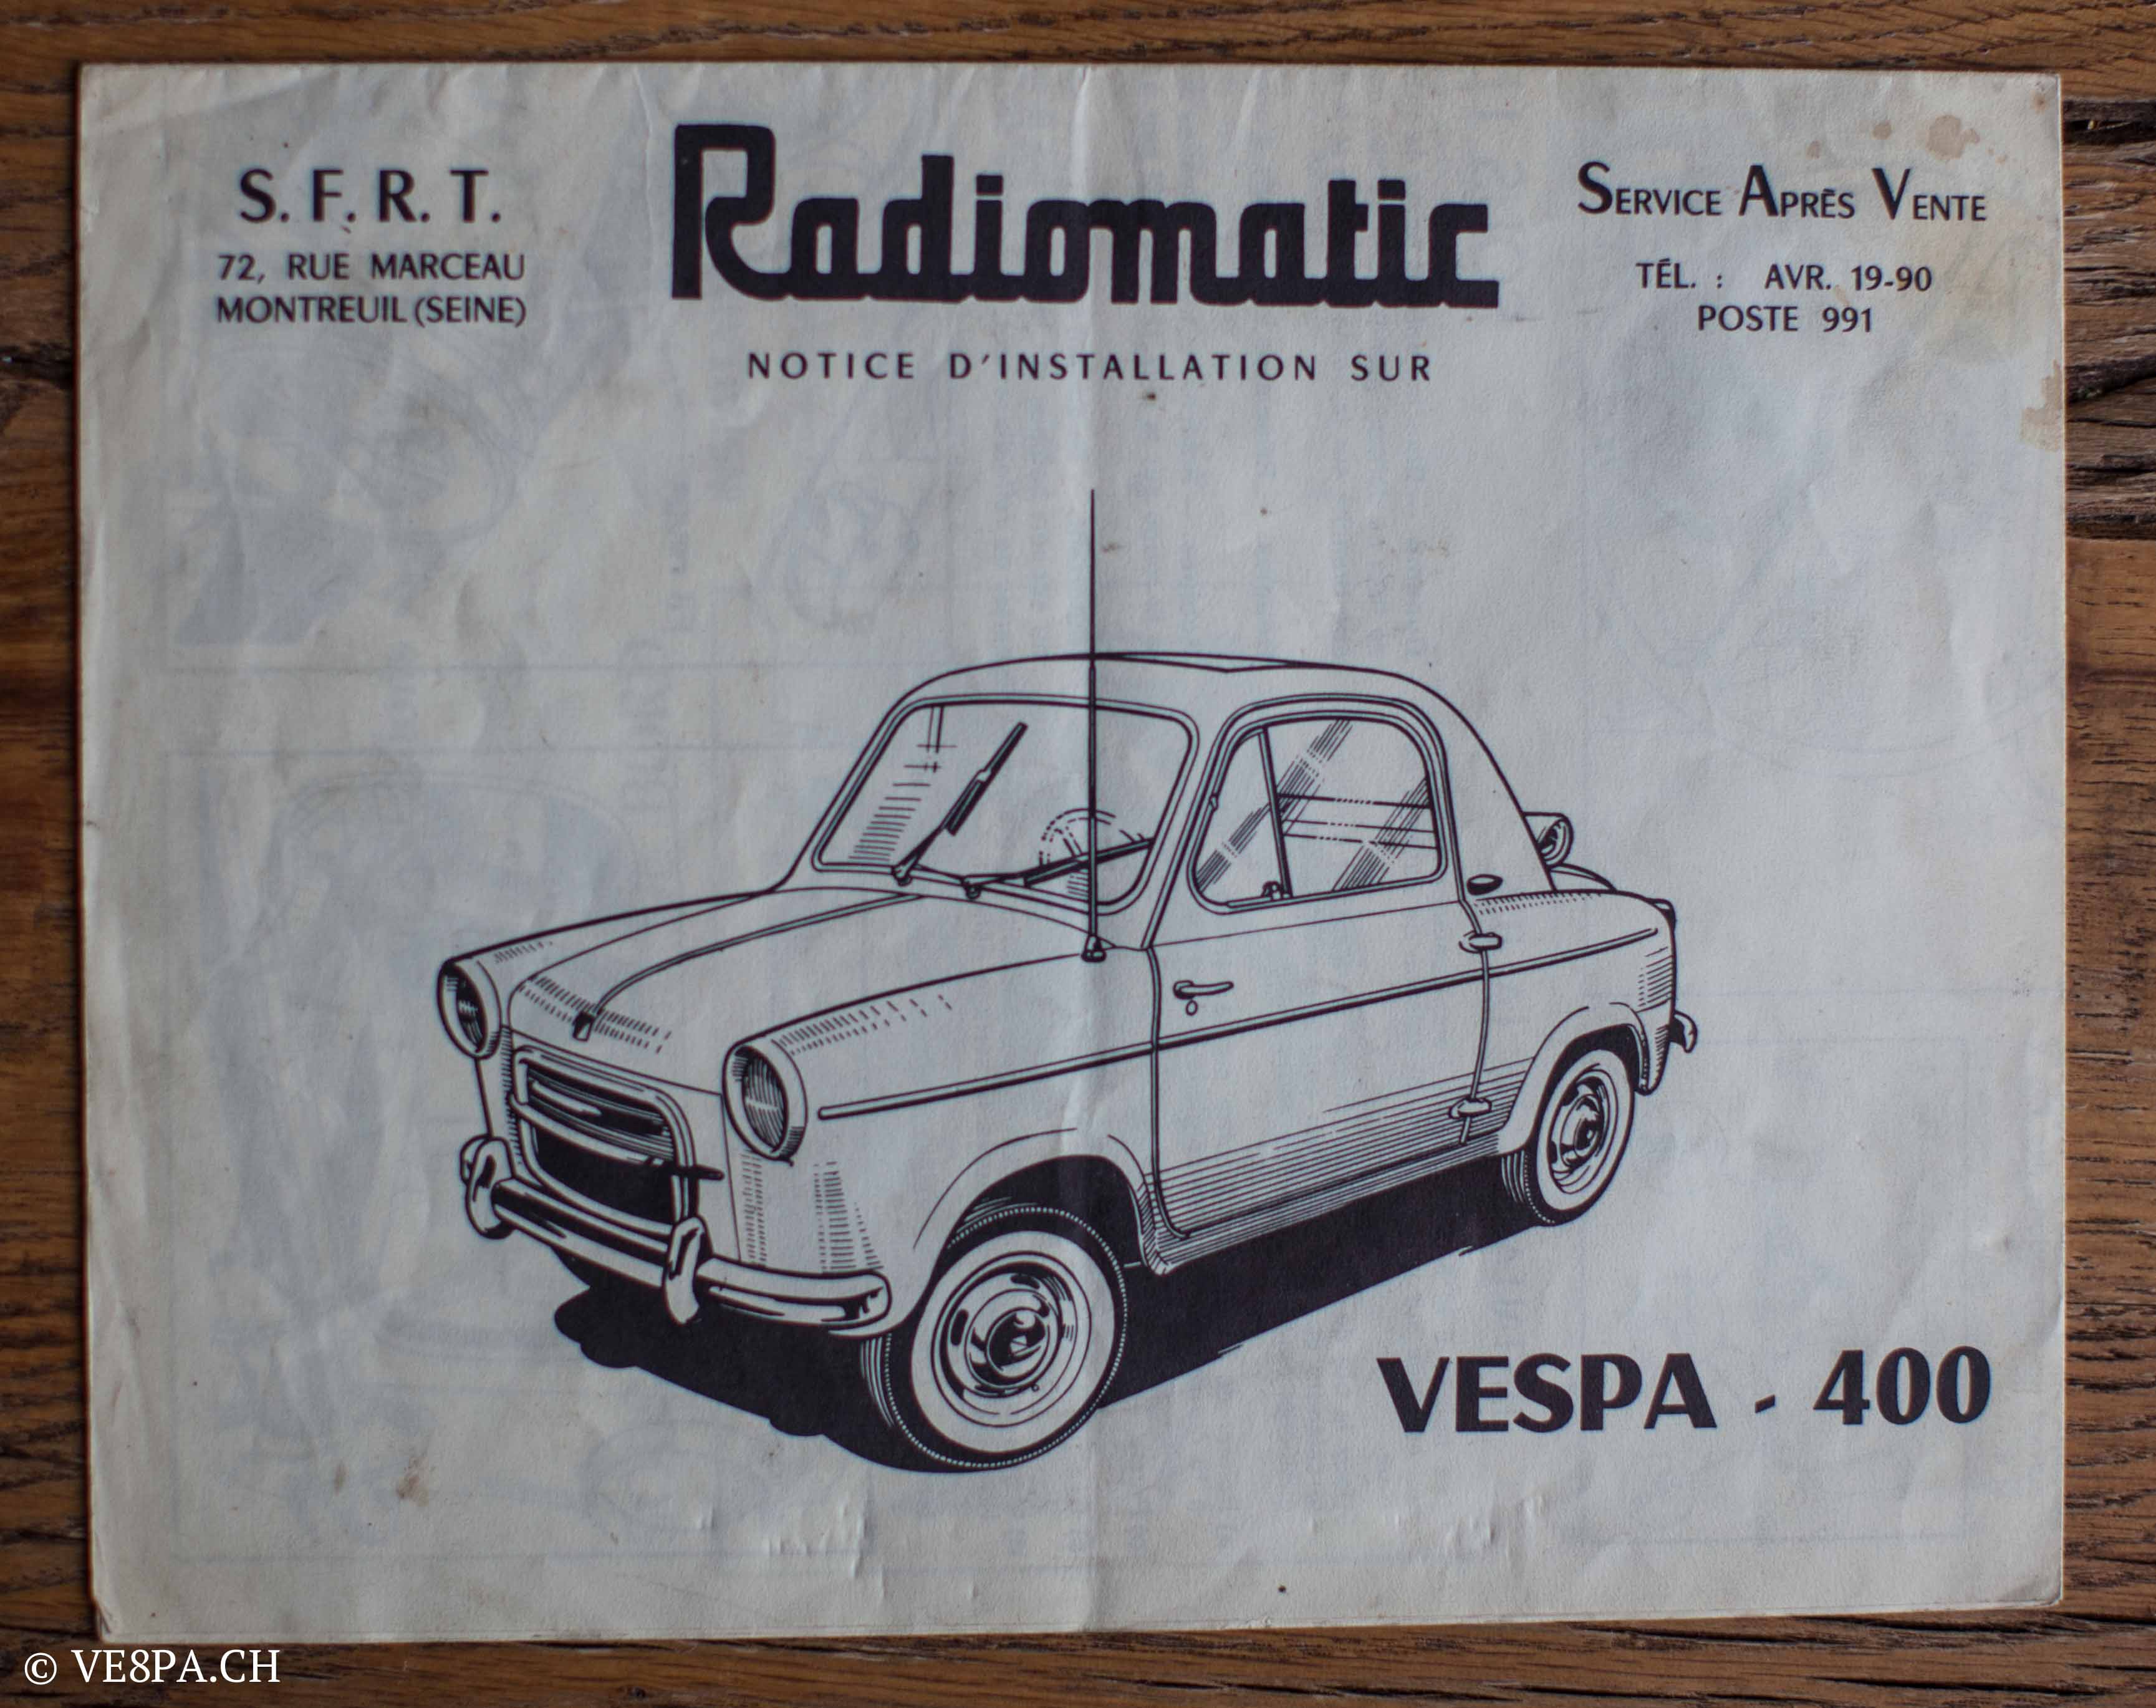 S. F. R. T.
72, RUE MARCEAU
MONTREUIL (SEINE)
Radiomatic
NOTICE D'INSTALLATION SUR
SERVICE APRÈS VENTE
TÉL. : AVR. 19-90
POSTE 991
VESPA - 400
© VE8PA.CH